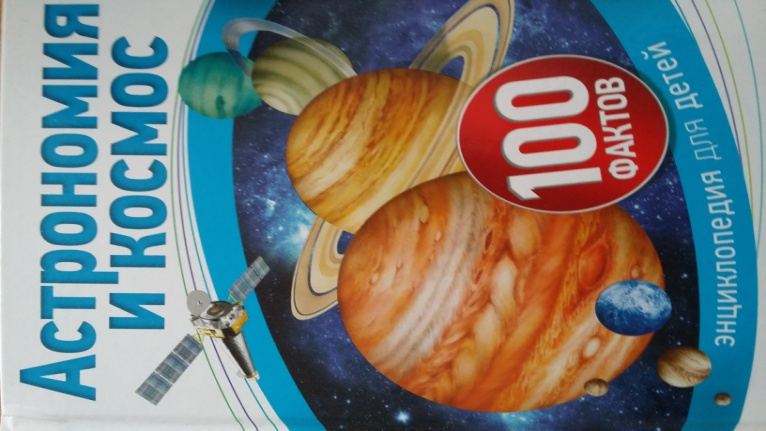 Астрономия
и космос
100
ФАКТОВ
энциклопедия для детей